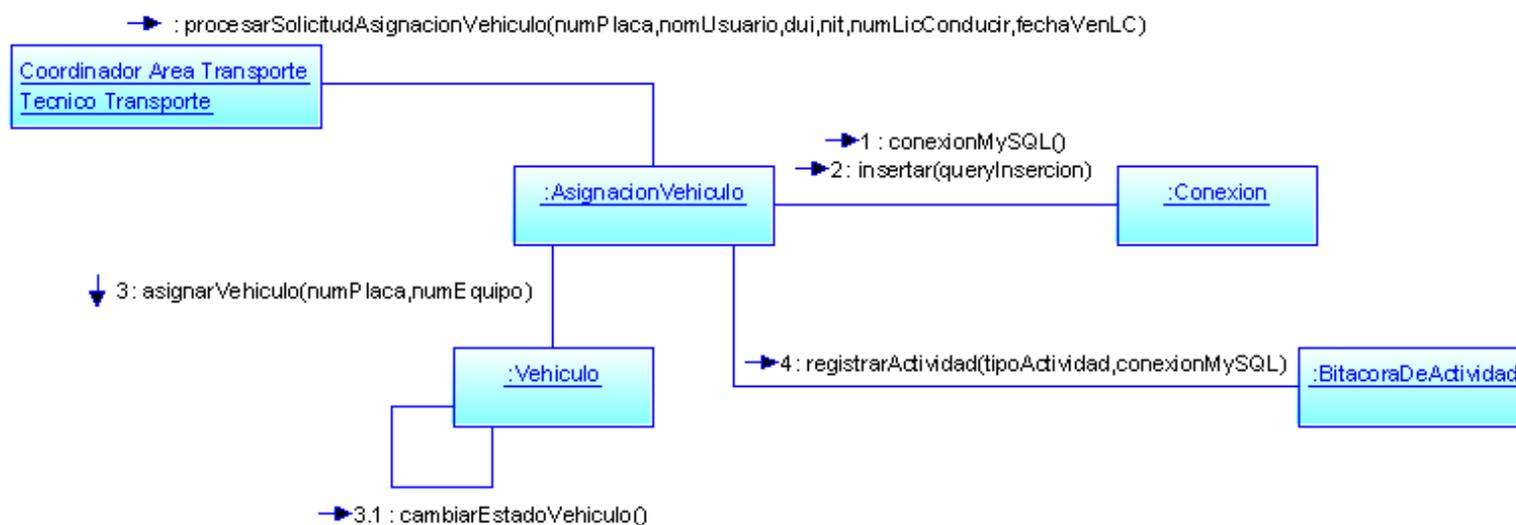 : procesarSolicitudAsignacionVehiculo(numPlaca,nomUsuario,dui,nit,numLicConducir,fechaVenLC)
Coordinador Area Transporte
Tecnico Transporte
1 : conexionMySQL()
2: insertar(queryInsercion)
:AsignacionVehiculo
:Conexion
3: asignarVehiculo(numPlaca,numEquipo)
:Vehiculo
4: registrarActividad(tipoActividad,conexionMySQL)
:BitacoraDeActividad
3.1 : cambiarEstadoVehiculo()